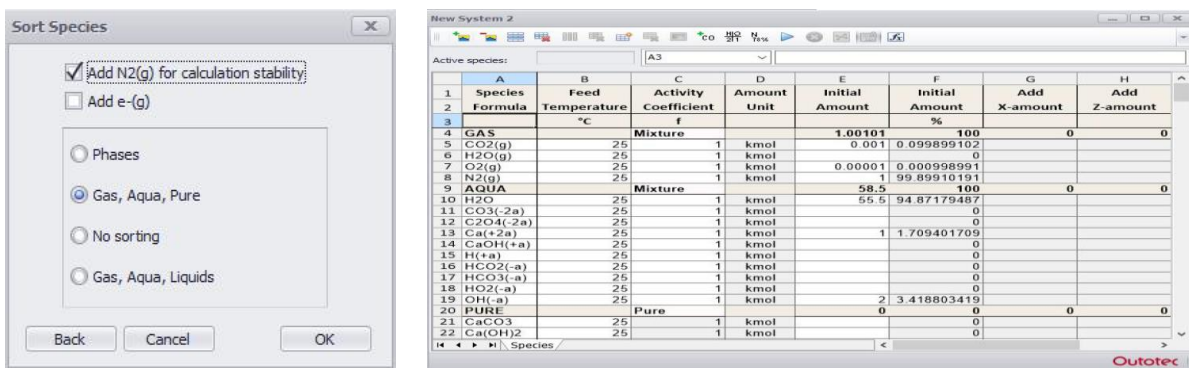 Sort Species
Add N2(g) for calculation stability
Add e-(g)
Phases
Gas, Aqua, Pure
No sorting
Gas, Aqua, Liquids
Back Cancel OK
New System 2
Active species: A3
A B C D E F G H
1 Species Feed Activity Amount Initial Initial Add Add
2 Formula Temperature Coefficient Unit Amount Amount X-amount Z-amount
3 °C f %
4 GAS Mixture 1.00101 100 0 0
5 CO2(g) 25 1 kmol 0.001 0.099899102
6 H2O(g) 25 1 kmol 0
7 O2(g) 25 1 kmol 0.00001 0.000998991
8 N2(g) 25 1 kmol 1 99.89910191
9 AQUA Mixture 58.5 100 0 0
10 H2O 25 1 kmol 55.5 94.87179487
11 CO3(-2a) 25 1 kmol 0
12 C2O4(-2a) 25 1 kmol 0
13 Ca(+2a) 25 1 kmol 1 1.709401709
14 CaOH(+a) 25 1 kmol 0
15 H(+a) 25 1 kmol 0
16 HCO2(-a) 25 1 kmol 0
17 HCO3(-a) 25 1 kmol 0
18 HO2(-a) 25 1 kmol 0
19 OH(-a) 25 1 kmol 2 3.418803419
20 PURE Pure 0 0 0 0
21 CaCO3 25 1 kmol 0
22 Ca(OH)2 25 1 kmol 0
Species
Outotec